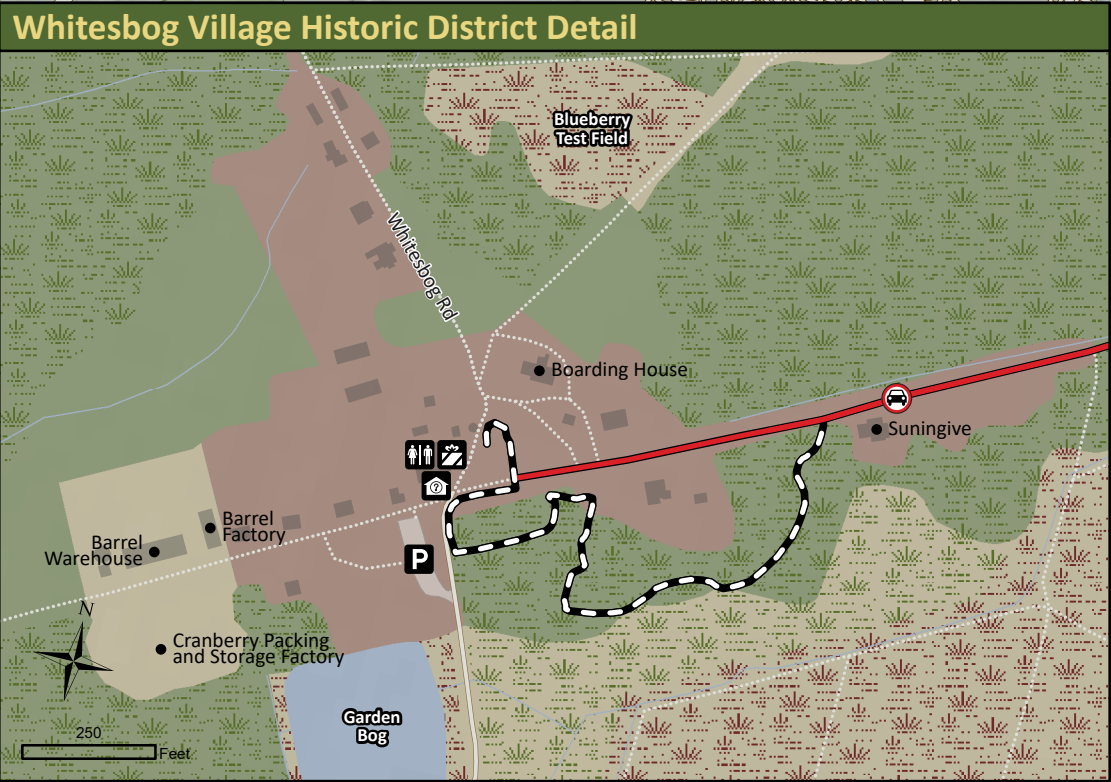 Whitesbog Village Historic District Detail
Blueberry
Test Field
Whitesbog Rd
Boarding House
Suningive
?
Barrel
Factory
Barrel
Warehouse
P
N
Cranberry Packing
and Storage Factory
Garden
Bog
250
Feet